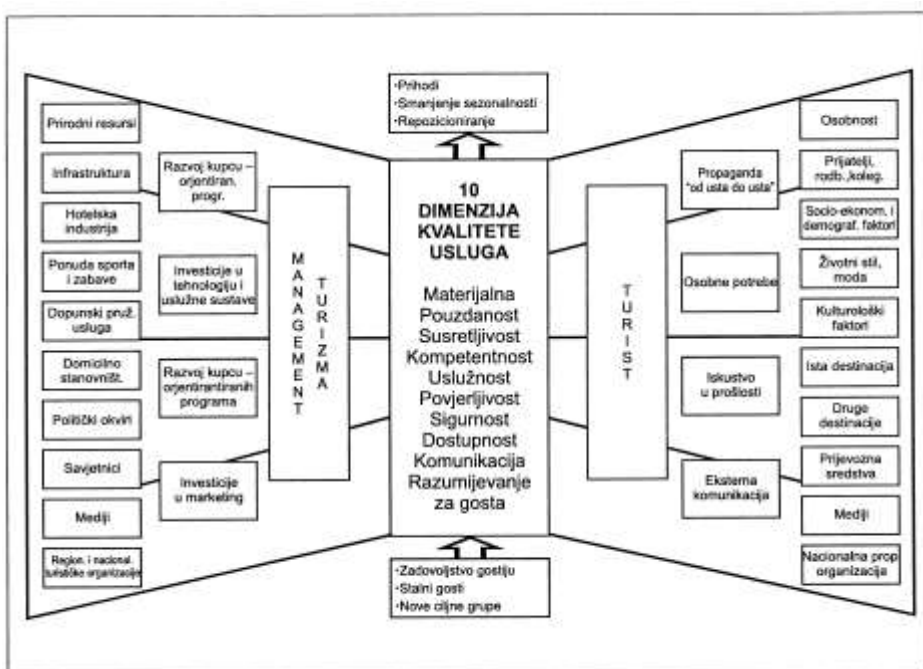 Prirodni resursi
Infrastruktura
Hotelska
industrija
Ponuda sporta
i zabave
Dopunski pruž.
usluga
Domicilno
stanovništ.
Politički okviri
Savjetnici
Mediji
Region. i nacional.
turističke organizacije
Razvoj kupcu –
orjentiran.
progr.
Investicije u
tehnologiju i
uslužne sustave
Razvoj kupcu –
orjentirantiranih
programa
Investicije
u marketing
MANAGEMENT
TURIZMA
•Prihodi
•Smanjenje sezonalnosti
•Repozicioniranje
10
DIMENZIJA
KVALITETE
USLUGA
Materijalna
Pouzdanost
Susretljivost
Kompetentnost
Uslužnost
Povjerljivost
Sigurnost
Dostupnost
Komunikacija
Razumijevanje
za gosta
•Zadovoljstvo gostiju
•Stalni gosti
•Nove ciljne grupe
TURIST
Propaganda
"od usta do usta"
Osobne potrebe
Iskustvo
u prošlosti
Eksterna
komunikacija
Osobnost
Prijatelji,
rodb.,koleg.
Socio-ekonom. i
demograf. faktori
Životni stil,
moda
Kulturološki
faktori
Ista destinacija
Druge
destinacije
Prijevozna
sredstva
Mediji
Nacionalna prop
organizacija